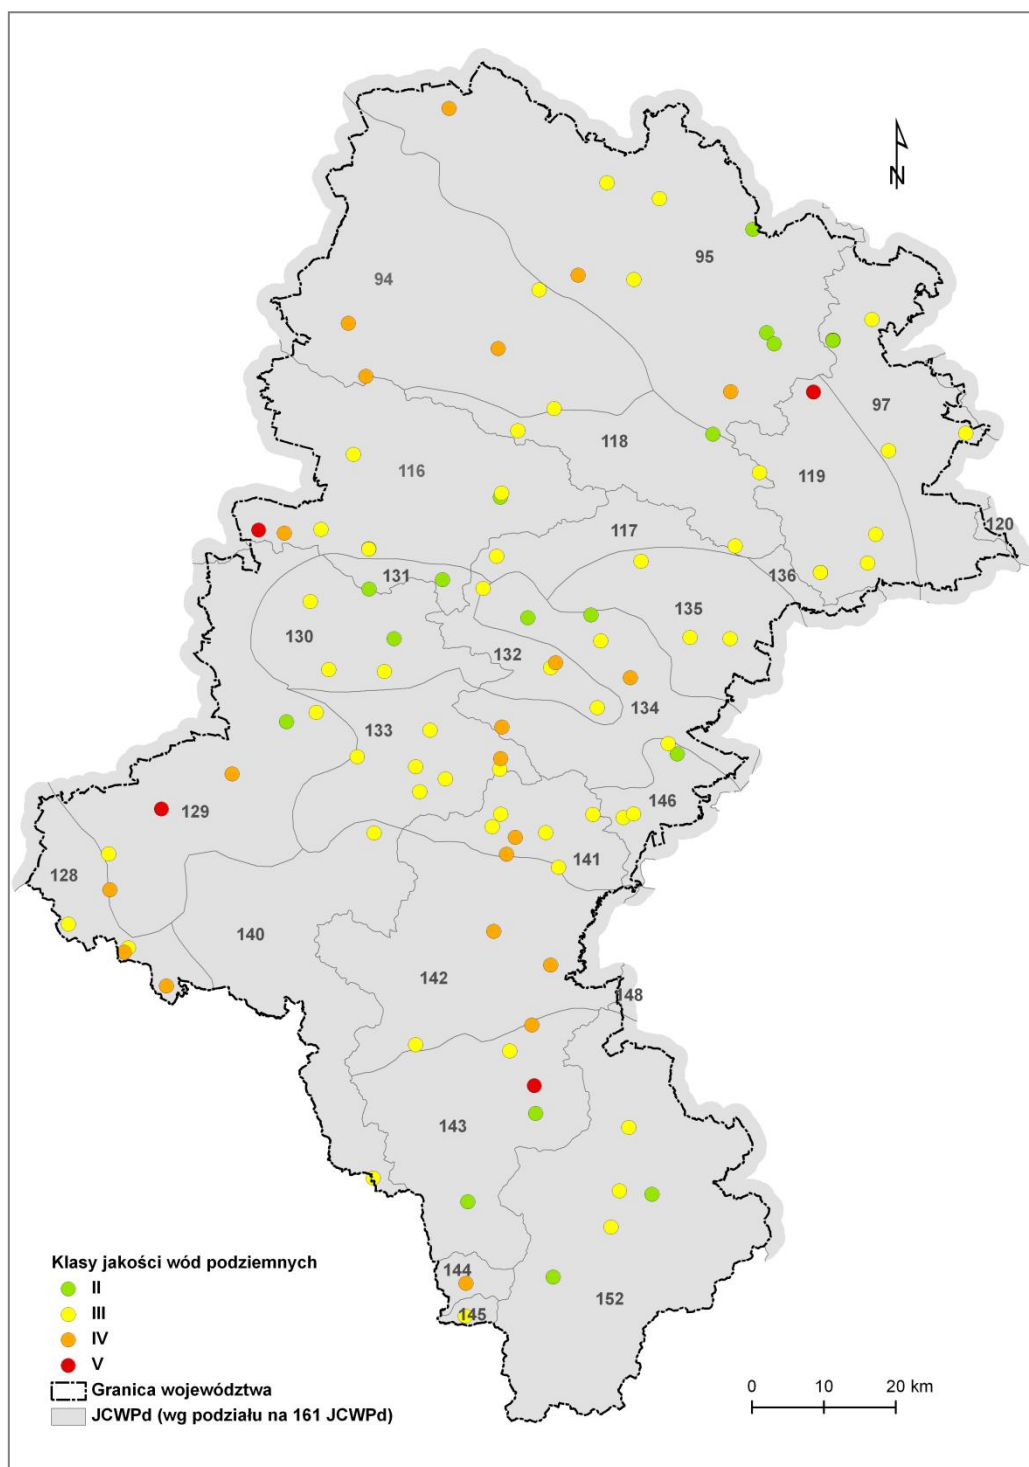 N
95
94
97
118
119
116
120
117
131
136
135
130
132
134
133
146
129
141
128
140
142
148
143
144
145
152
Klasy jakości wód podziemnych
II
III
IV
V
Granica województwa
JCWPd (wg podziału na 161 JCWPd)
0 10 20 km